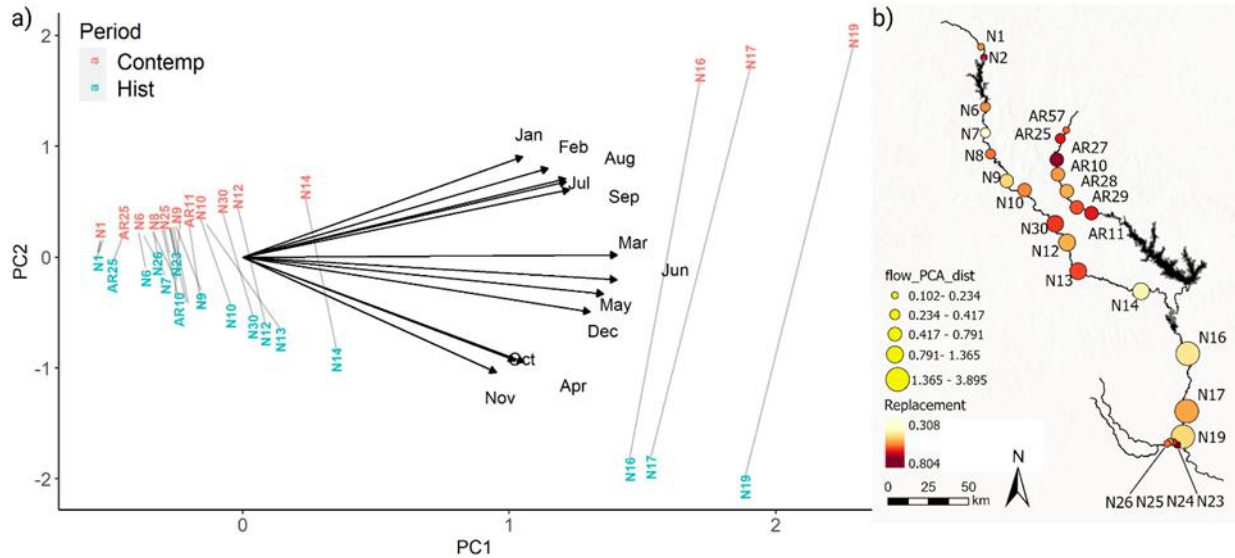 a)
Period
a Contemp
a Hist
PC2
2
1
0
-1
-2
0
1
2
PC1
N1
AR25
N6
N8
N25
N9
AR11
N10
N30
N12
N14
N16
N17
N19
N1
AR25
N6
N26
N7
N23
AR10
N9
N10
N30
N12
N13
N14
N16
N17
N19
Jan
Feb
Aug
Jul
Sep
Mar
Jun
May
Dec
Oct
Apr
Nov
b)
N1
N2
N6
N7
N8
N9
N10
N30
N12
N13
N14
AR57
AR25
AR27
AR10
AR28
AR29
AR11
N16
N17
N19
N26 N25 N24 N23
flow_PCA_dist
0.102- 0.234
0.234 - 0.417
0.417 - 0.791
0.791- 1.365
1.365 - 3.895
Replacement
0.308
0.804
N
0 25 50
km